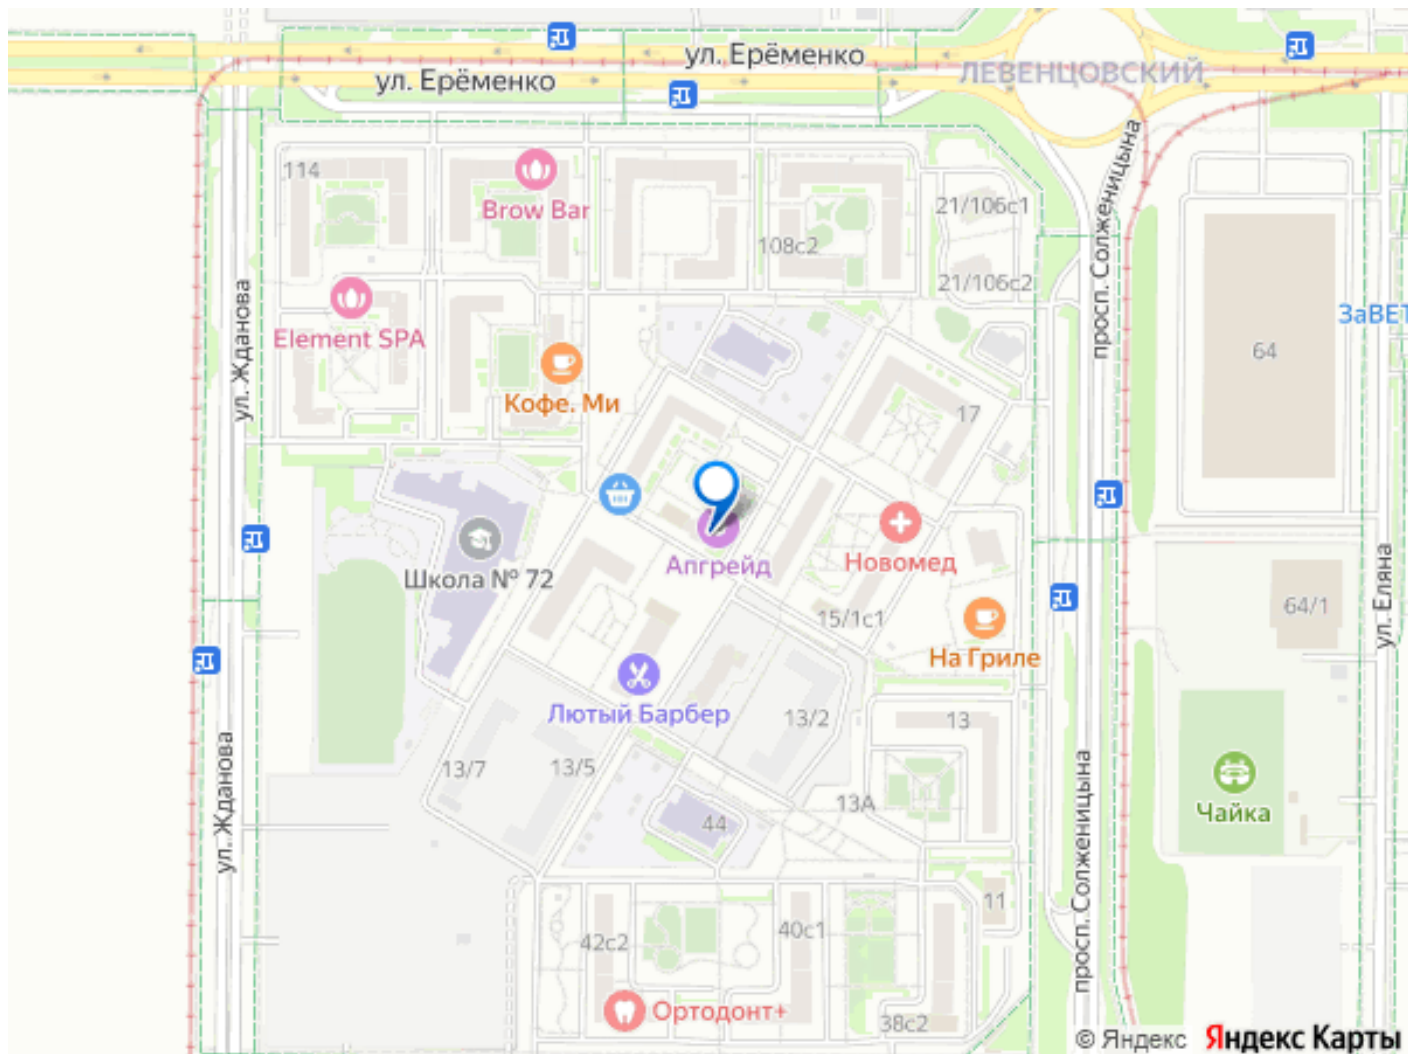 ул. Ерёменко
ул. Ерёменко
ЛЕВЕНЦОВСКИЙ
114
Brow Bar
21/106с1
108с2
21/106с2
просп. Солженицына
ул. Жданова
Element SPA
ЗаВЕТ
64
Кофе. Ми
17
Школа № 72
Апгрейд
Новомед
64/1
ул. Еляна
15/1с1
На Гриле
Лютый Барбер
13/2
13
13/7
13/5
ул. Жданова
13А
44
Чайка
просп. Солженицына
11
42с2
40с1
Ортодонт+
38с2
© Яндекс Яндекс Карты